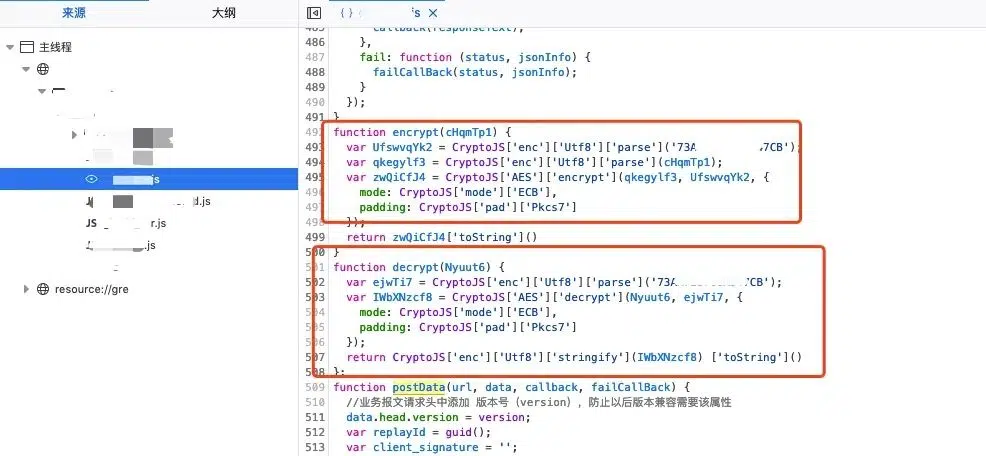 来源
大纲
主线程
s
d.js
JS
r.js
.js
resource://gre
{ } s ×
485 callback(responseText);
486 },
487 fail: function (status, jsonInfo) {
488 failCallBack(status, jsonInfo);
489 }
490 });
491 }
492 function encrypt(cHqmTp1) {
493 var UfswvqYk2 = CryptoJS['enc']['Utf8']['parse']('73A 7CB');
494 var qkegylf3 = CryptoJS['enc']['Utf8']['parse'](cHqmTp1);
495 var zwQiCfJ4 = CryptoJS['AES']['encrypt'](qkegylf3, UfswvqYk2, {
496 mode: CryptoJS['mode']['ECB'],
497 padding: CryptoJS['pad']['Pkcs7']
498 });
499 return zwQiCfJ4['toString']()
500 }
501 function decrypt(Nyuut6) {
502 var ejwTi7 = CryptoJS['enc']['Utf8']['parse']('73A 7CB');
503 var IWbXNzcf8 = CryptoJS['AES']['decrypt'](Nyuut6, ejwTi7, {
504 mode: CryptoJS['mode']['ECB'],
505 padding: CryptoJS['pad']['Pkcs7']
506 });
507 return CryptoJS['enc']['Utf8']['stringify'](IWbXNzcf8) ['toString']()
508 };
509 function postData(url, data, callback, failCallBack) {
510 //业务报文请求头中添加 版本号（version），防止以后版本兼容需要该属性
511 data.head.version = version;
512 var replayId = guid();
513 var client_signature = '';